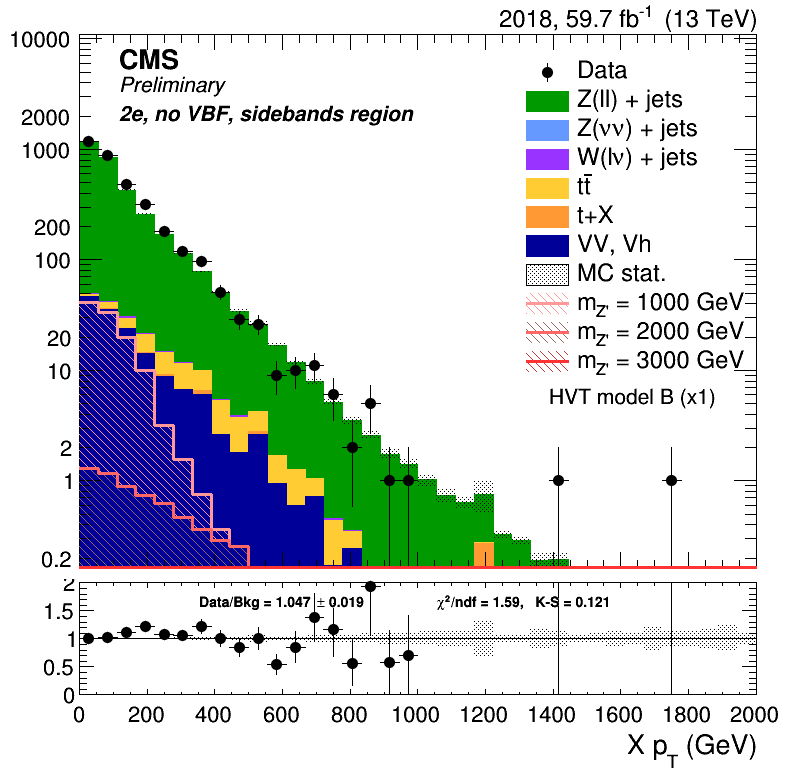 2018, 59.7 fb⁻¹ (13 TeV)
CMS
Preliminary
2e, no VBF, sidebands region
Data
Z(ll) + jets
Z(νν) + jets
W(lν) + jets
tt̄
t+X
VV, Vh
MC stat.
m_Z' = 1000 GeV
m_Z' = 2000 GeV
m_Z' = 3000 GeV
HVT model B (x1)
10000
2000
1000
200
100
20
10
2
1
0.2
Data/Bkg = 1.047 ± 0.019
χ²/ndf = 1.59, K-S = 0.121
2
1.5
1
0.5
0
0 200 400 600 800 1000 1200 1400 1600 1800 2000
X p_T (GeV)